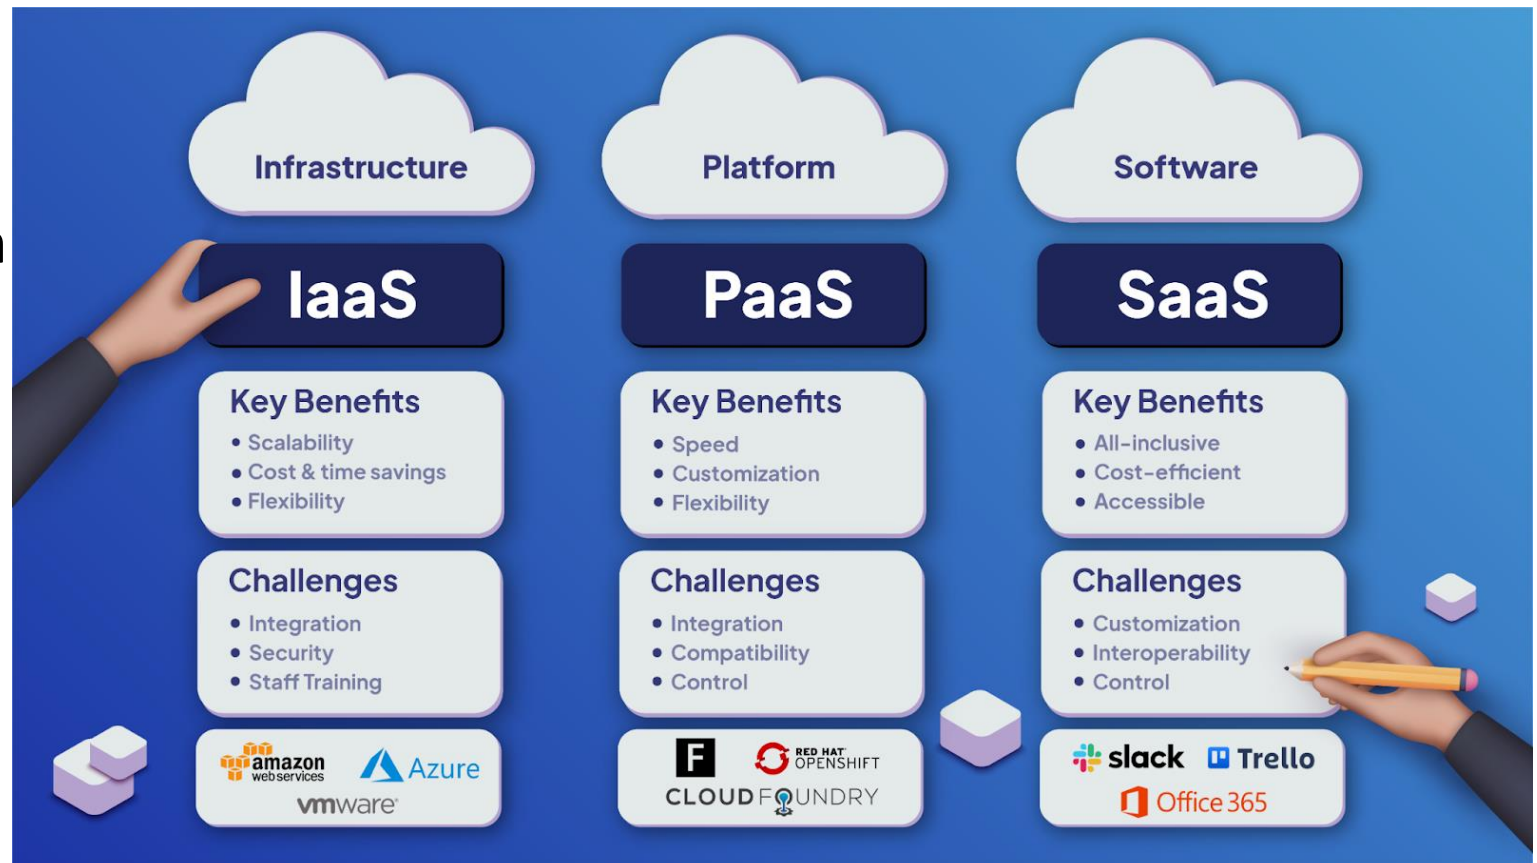 Infrastructure
IaaS
Key Benefits
• Scalability
• Cost & time savings
• Flexibility
Challenges
• Integration
• Security
• Staff Training
amazon
webservices
Azure
vmware
Platform
PaaS
Key Benefits
• Speed
• Customization
• Flexibility
Challenges
• Integration
• Compatibility
• Control
F
RED HAT
OPENSHIFT
CLOUD FOUNDRY
Software
SaaS
Key Benefits
• All-inclusive
• Cost-efficient
• Accessible
Challenges
• Customization
• Interoperability
• Control
slack
Trello
Office 365